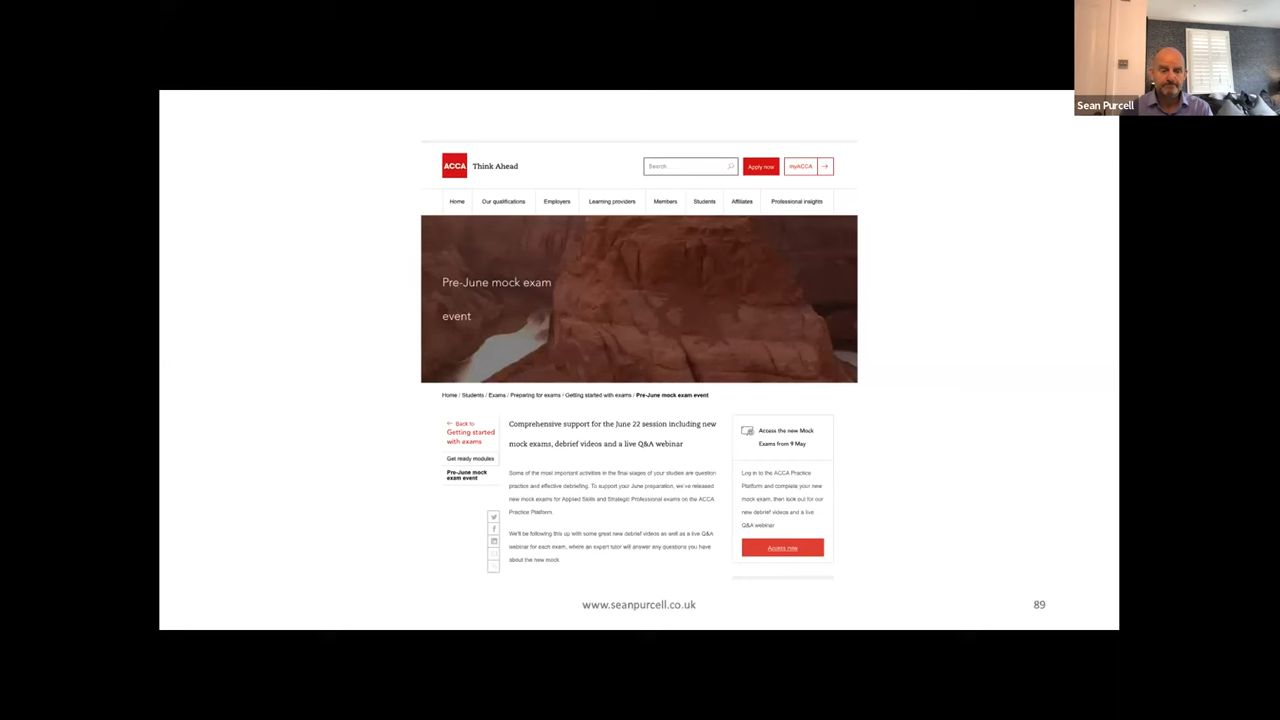 Sean Purcell
ACCA
Think Ahead
Search...
Apply now
myACCA
Home
Our qualifications
Employers
Learning providers
Members
Students
Affiliates
Professional insights
Pre-June mock exam
event
Home / Students / Exams / Preparing for exams / Getting started with exams / Pre-June mock exam event
Back to
Getting started
with exams
Get ready modules
Pre-June mock
exam event
Comprehensive support for the June 22 session including new
mock exams, debrief videos and a live Q&A webinar
Some of the most important activities in the final stages of your studies are question
practice and effective debriefing. To support your June preparation, we've released
new mock exams for Applied Skills and Strategic Professional exams on the ACCA
Practice Platform.
We'll be following this up with some great new debrief videos as well as a live Q&A
webinar for each exam, where an expert tutor will answer any questions you have
about the new mock.
Access the new Mock
Exams from 9 May
Log in to the ACCA Practice
Platform and complete your new
mock exam, then look out for our
new debrief videos and a live
Q&A webinar
Access now
www.seanpurcell.co.uk
89